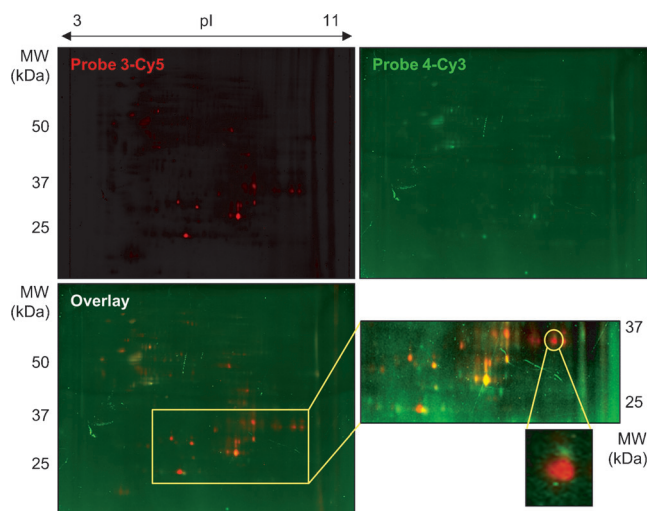 3 pI 11
MW
(kDa)
Probe 3-Cy5
Probe 4-Cy3
50
37
25
MW
(kDa)
Overlay
50
37
25
37
25
MW
(kDa)